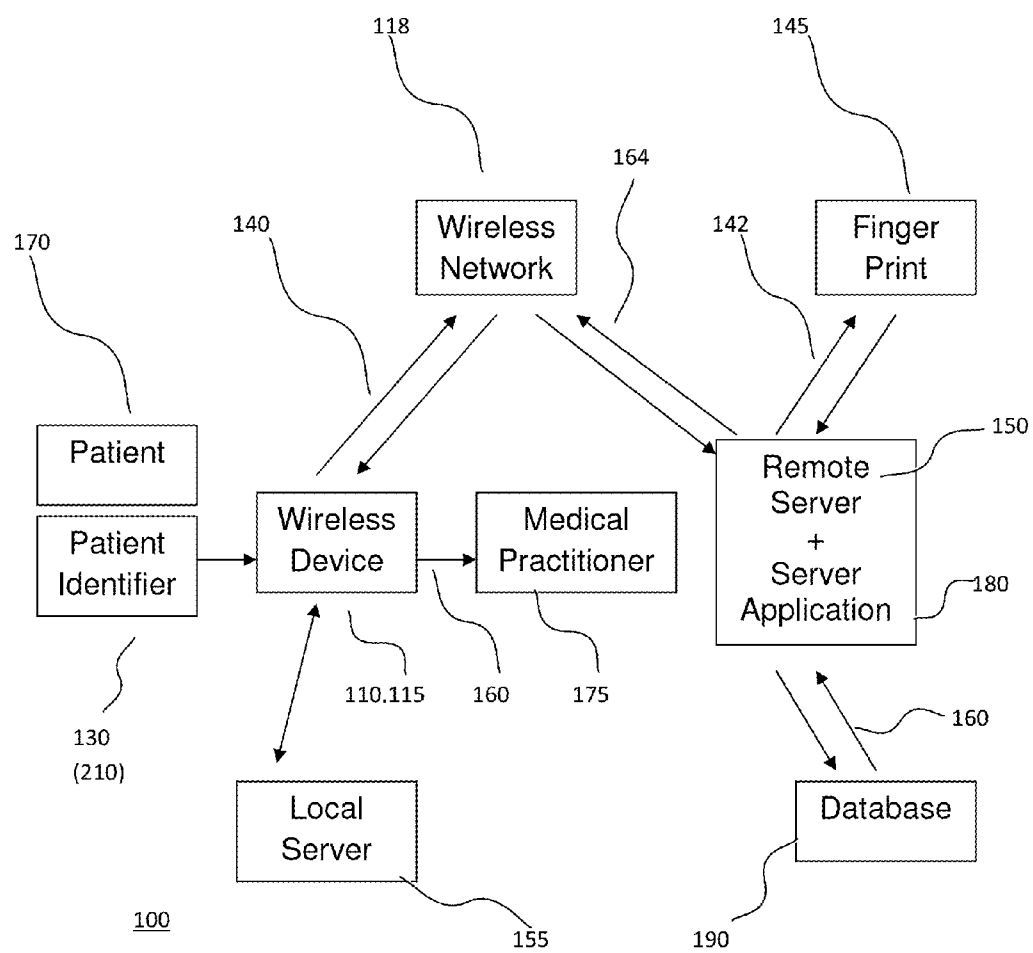 118
145
164
140
142
170
Wireless
Network
Finger
Print
150
Patient
Remote
Server
+
Server
Application
Patient
Identifier
Wireless
Device
Medical
Practitioner
180
110.115
160
175
130
(210)
160
Local
Server
Database
100
155
190